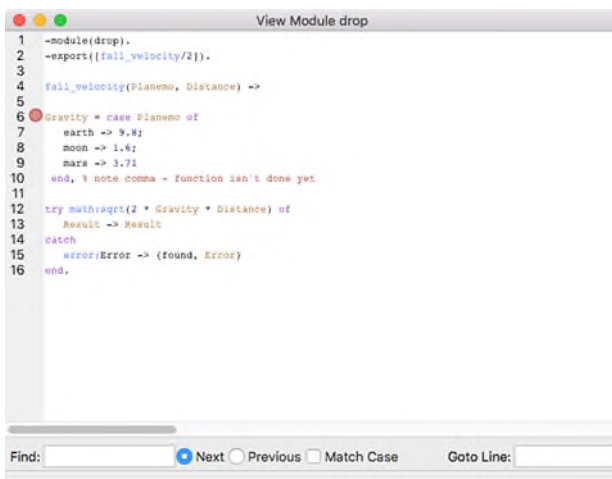 View Module drop
1 -module(drop).
2 -export([fall_velocity/2]).
3
4 fall_velocity(Planemo, Distance) ->
5
6 Gravity = case Planemo of
7 earth -> 9.8;
8 moon -> 1.6;
9 mars -> 3.71
10 end, % note comma - function isn't done yet
11
12 try math:sqrt(2 * Gravity * Distance) of
13 Result -> Result
14 catch
15 error:Error -> {found, Error}
16 end.
Find: Next Previous Match Case Goto Line: